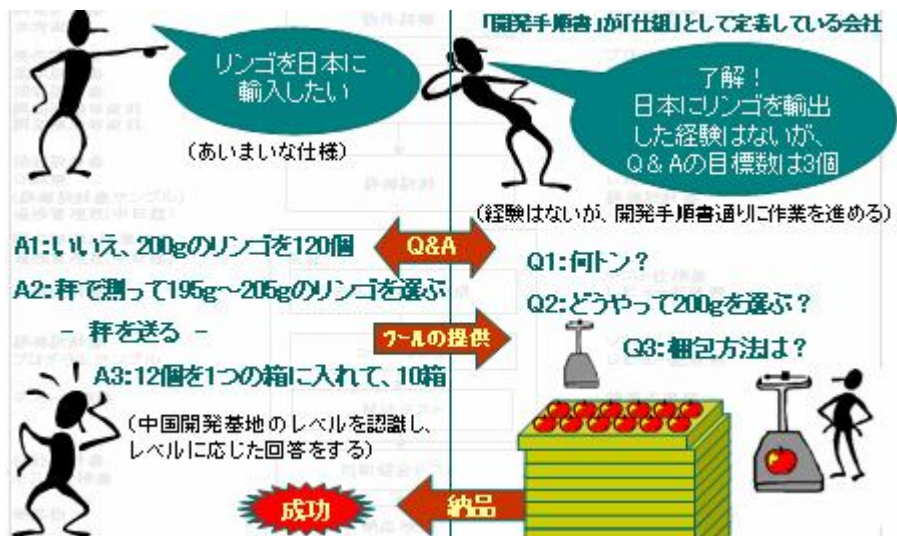 「開発手順書」が「仕組」として定着している会社
リンゴを日本に
輸入したい
(あいまいな仕様)
了解!
日本にリンゴを輸出
した経験はないが、
Q&Aの目標数は3個
(経験はないが、開発手順書通りに作業を進める)
A1:いいえ、200gのリンゴを120個
Q&A
Q1:何トン?
A2:秤で測って195g~205gのリンゴを選ぶ
Q2:どうやって200gを選ぶ?
- 秤を送る -
ツールの提供
Q3:梱包方法は?
A3:12個を1つの箱に入れて、10箱
(中国開発基地のレベルを認識し、
レベルに応じた回答をする)
成功
納品